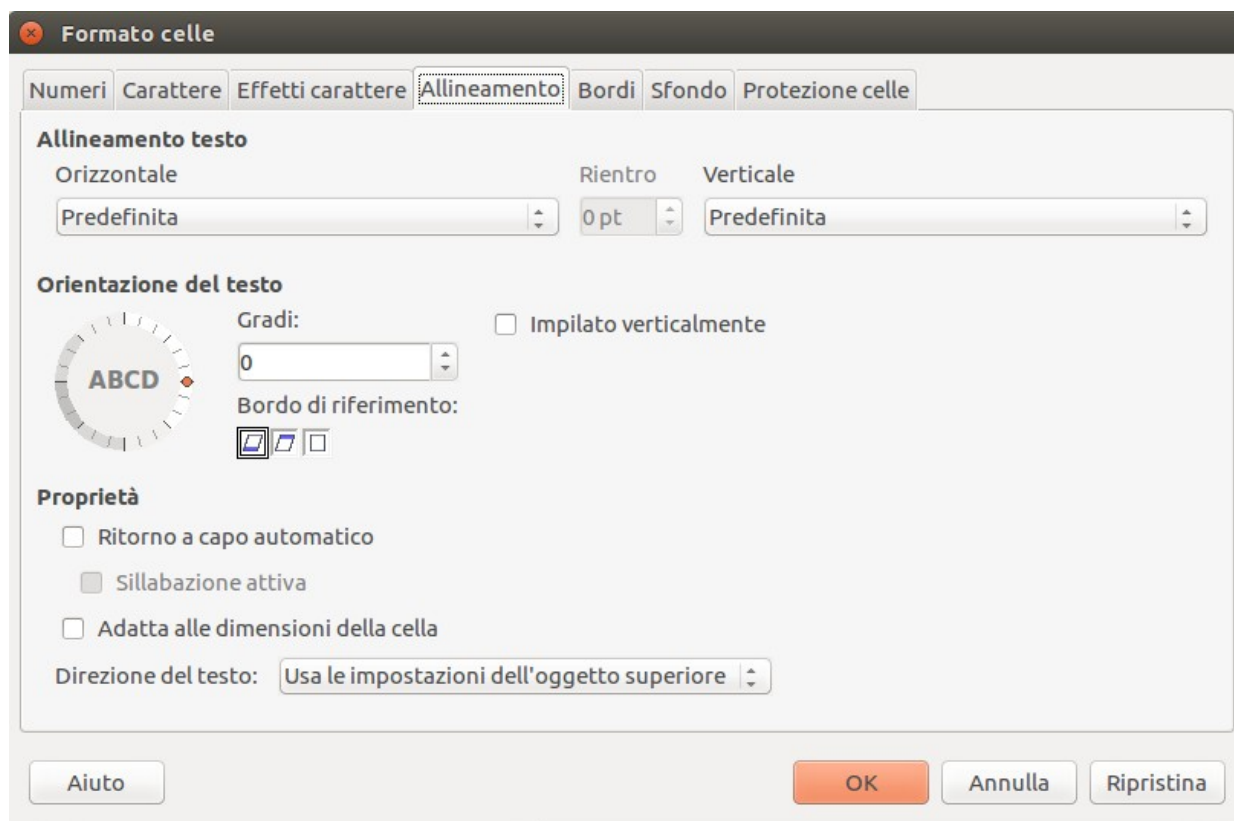 Formato celle
Numeri Carattere Effetti carattere Allineamento Bordi Sfondo Protezione celle
Allineamento testo
Orizzontale Rientro Verticale
Predefinita 0 pt Predefinita
Orientazione del testo
Gradi: Impilato verticalmente
0
ABCD
Bordo di riferimento:
Proprietà
Ritorno a capo automatico
Sillabazione attiva
Adatta alle dimensioni della cella
Direzione del testo: Usa le impostazioni dell'oggetto superiore
Aiuto OK Annulla Ripristina